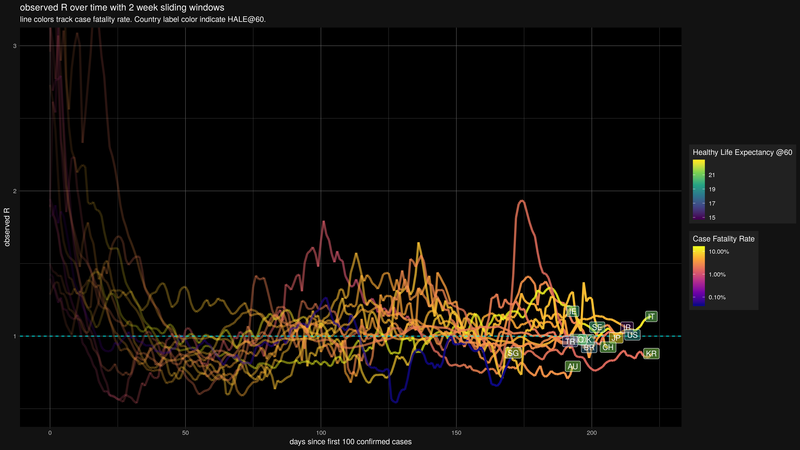 observed R over time with 2 week sliding windows
line colors track case fatality rate. Country label color indicate HALE@60.
3
2
1
observed R
0
50
100
150
200
days since first 100 confirmed cases
SE
IR
IT
US
TR
JP
SG
CH
KR
AU
Healthy Life Expectancy @60
21
19
17
15
Case Fatality Rate
10.00%
1.00%
0.10%